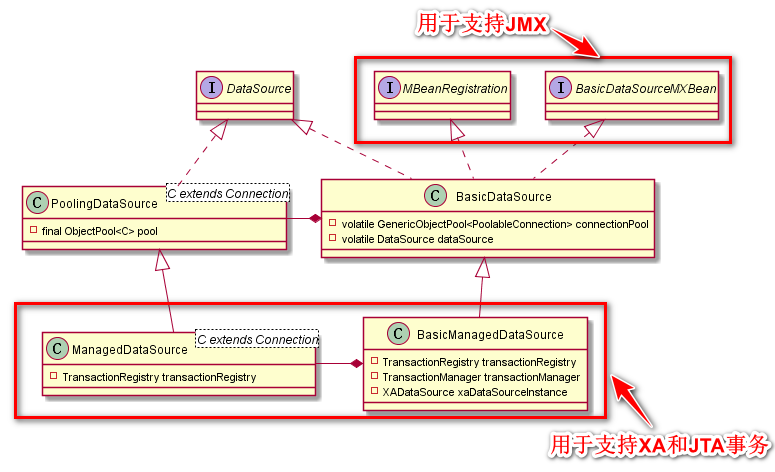 用于支持JMX
I DataSource
I MBeanRegistration
I BasicDataSourceMXBean
C PoolingDataSource
C extends Connection
final ObjectPool<C> pool
C BasicDataSource
volatile GenericObjectPool<PoolableConnection> connectionPool
volatile DataSource dataSource
C ManagedDataSource
C extends Connection
TransactionRegistry transactionRegistry
C BasicManagedDataSource
TransactionRegistry transactionRegistry
TransactionManager transactionManager
XADataSource xaDataSourceInstance
用于支持XA和JTA事务